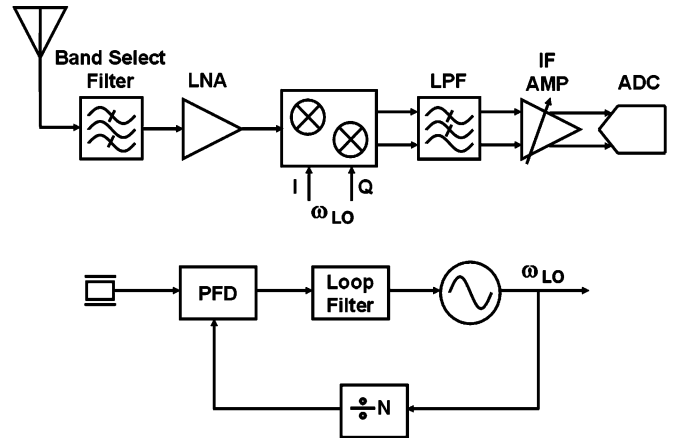 Band Select
Filter
LNA
LPF
IF
AMP
ADC
I
Q
ω LO
PFD
Loop
Filter
ω LO
÷N